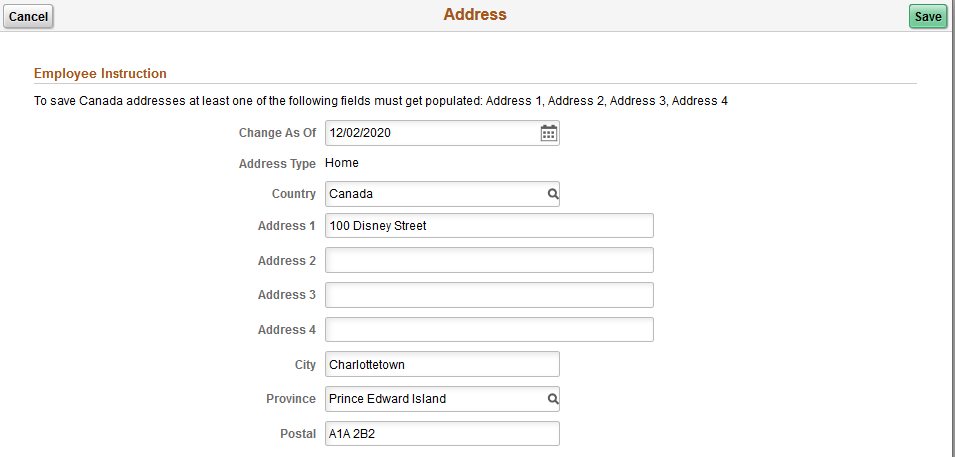 Cancel Address Save
Employee Instruction
To save Canada addresses at least one of the following fields must get populated: Address 1, Address 2, Address 3, Address 4
Change As Of 12/02/2020
Address Type Home
Country Canada
Address 1 100 Disney Street
Address 2
Address 3
Address 4
City Charlottetown
Province Prince Edward Island
Postal A1A 2B2